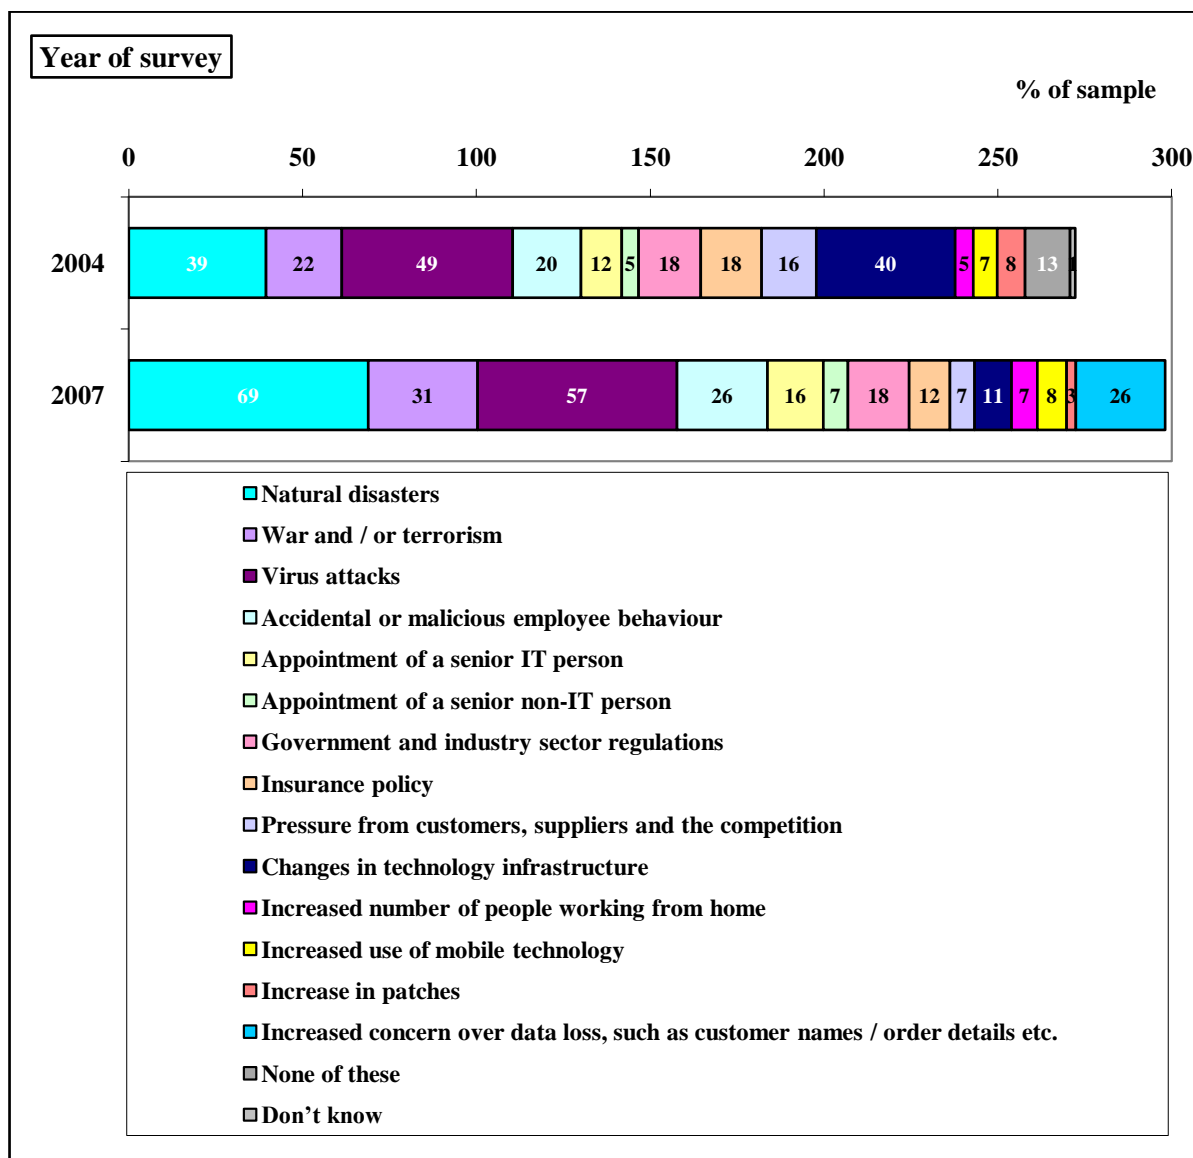 Year of survey
% of sample
0 50 100 150 200 250 300
2004 39 22 49 20 12 5 18 18 16 40 5 7 8 13 1
2007 69 31 57 26 16 7 18 12 7 11 7 8 3 26
Natural disasters
War and / or terrorism
Virus attacks
Accidental or malicious employee behaviour
Appointment of a senior IT person
Appointment of a senior non-IT person
Government and industry sector regulations
Insurance policy
Pressure from customers, suppliers and the competition
Changes in technology infrastructure
Increased number of people working from home
Increased use of mobile technology
Increase in patches
Increased concern over data loss, such as customer names / order details etc.
None of these
Don't know